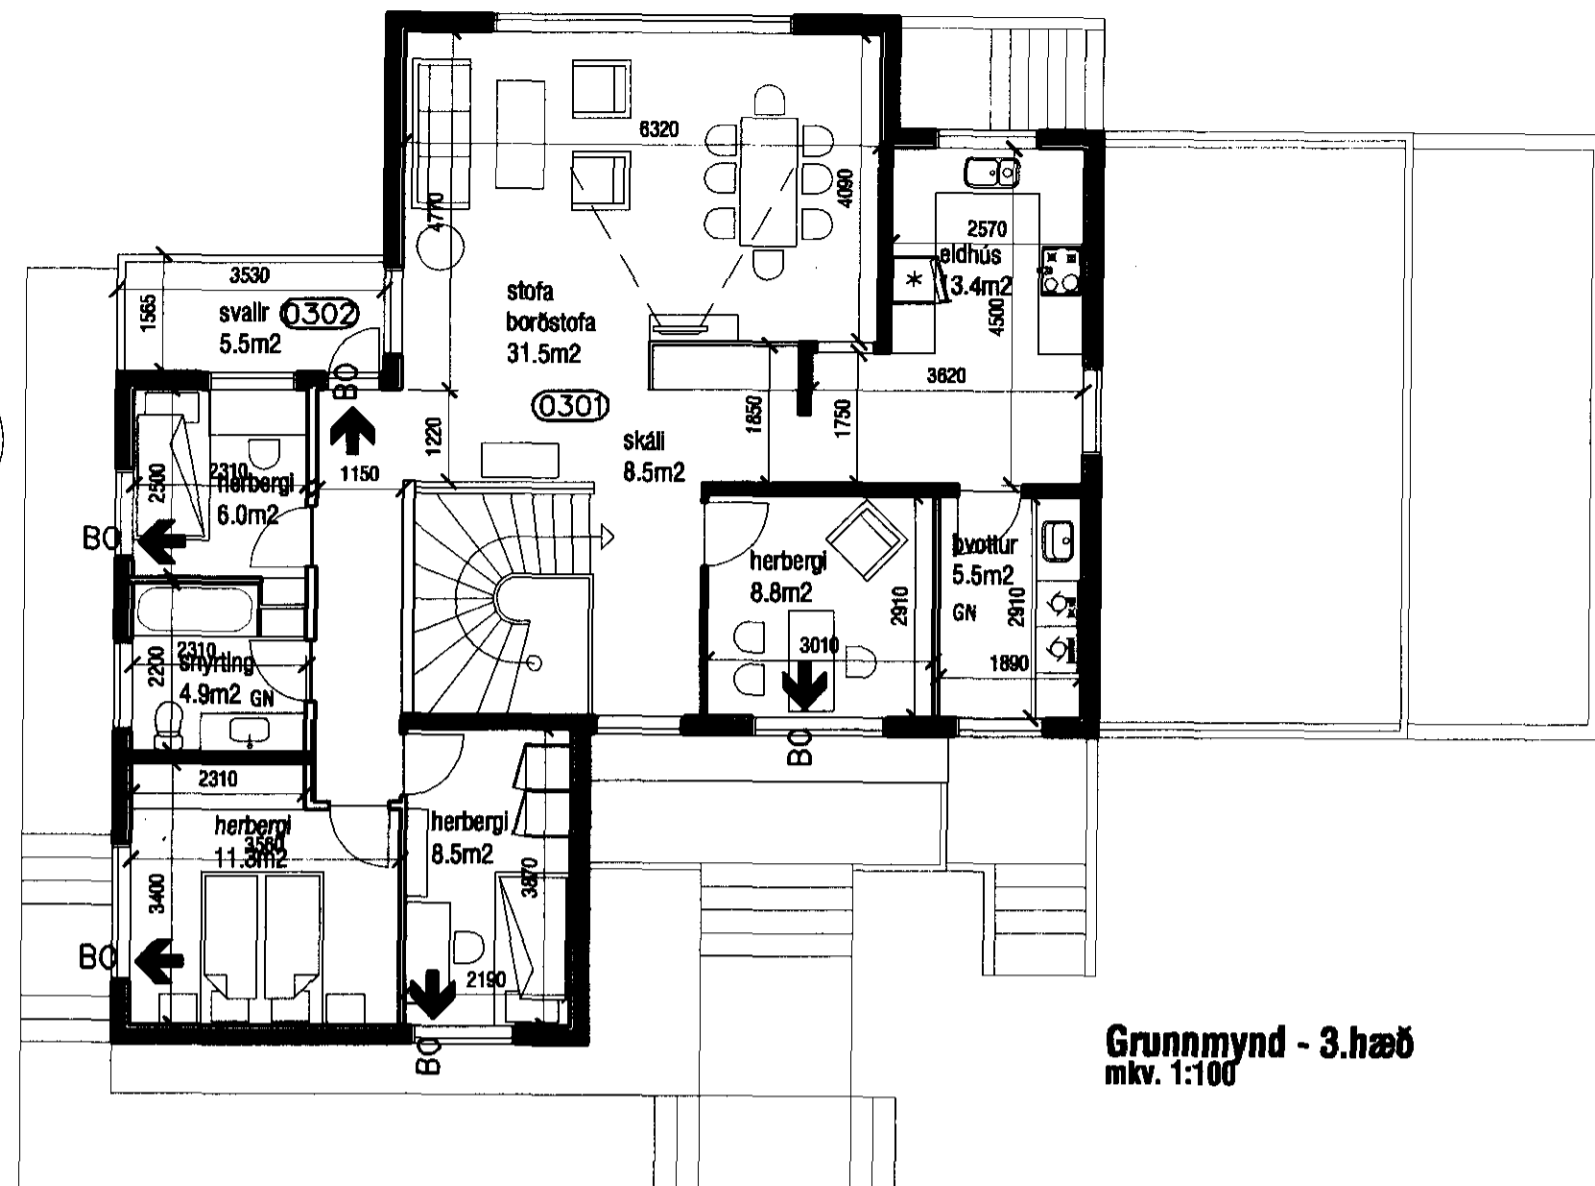 6320
4770
4090
2570
eldhús
13.4m2
4500
3530
1565
svalir
0302
5.5m2
stofa
borðstofa
31.5m2
BO
0301
3620
1850
1750
1220
skáli
8.5m2
2310
1150
2500
herbergi
6.0m2
BO
herbergi
8.8m2
2910
3010
BO
þvottur
5.5m2
GN
2910
1890
2310
2200
snyrting
4.9m2
GN
2310
herbergi
3560
11.3m2
3400
BO
herbergi
8.5m2
3870
2190
BO
Grunnmynd - 3.hæð
mkv. 1:100